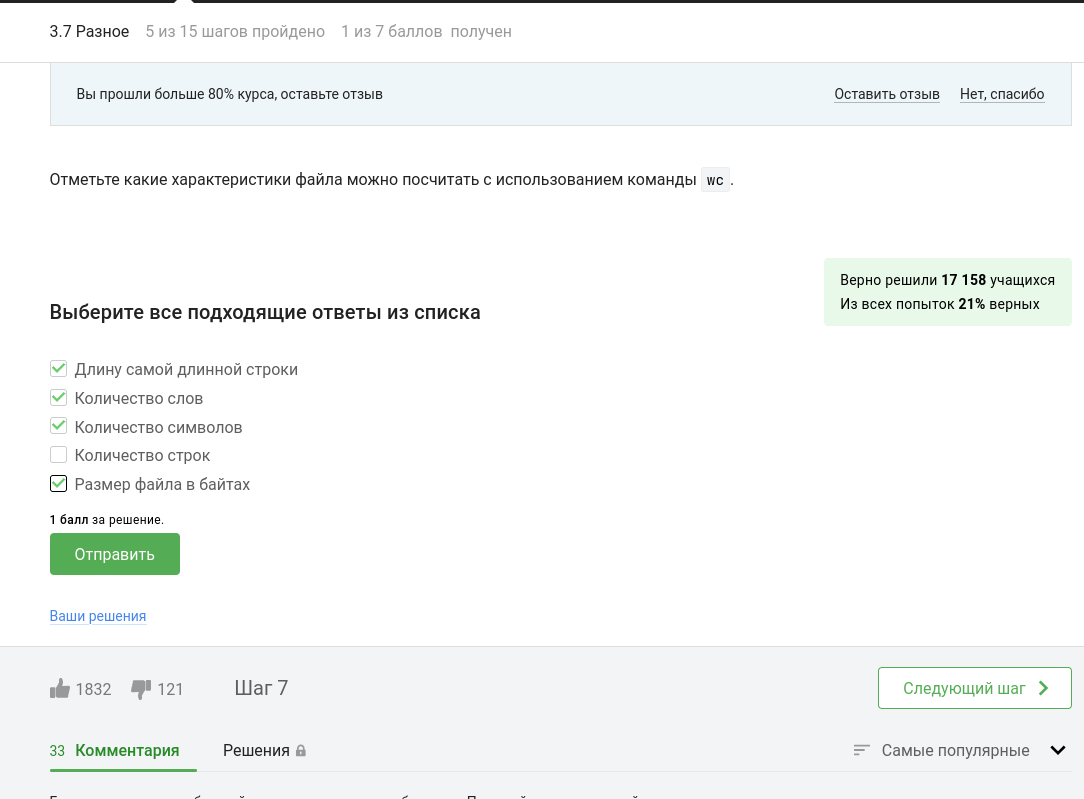 3.7 Разное 5 из 15 шагов пройдено 1 из 7 баллов получен
Вы прошли больше 80% курса, оставьте отзыв Оставить отзыв Нет, спасибо
Отметьте какие характеристики файла можно посчитать с использованием команды wc.
Верно решили 17 158 учащихся
Из всех попыток 21% верных
Выберите все подходящие ответы из списка
Длину самой длинной строки
Количество слов
Количество символов
Количество строк
Размер файла в байтах
1 балл за решение.
Отправить
Ваши решения
1832 121 Шаг 7 Следующий шаг
33 Комментария Решения Самые популярные